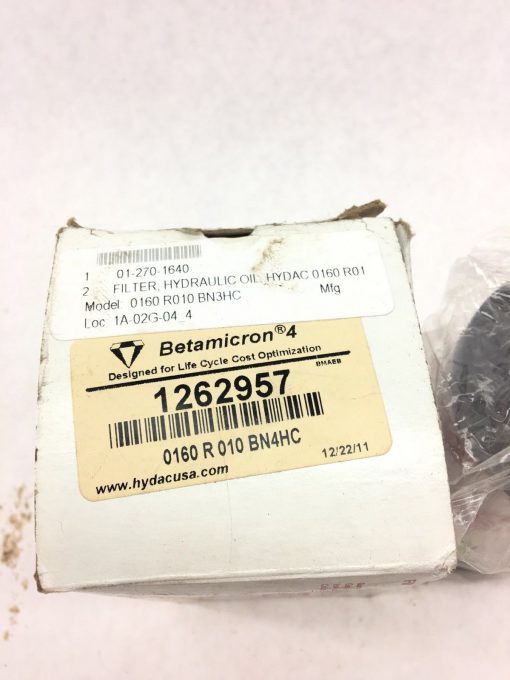 1 01-270-1640
2 FILTER, HYDRAULIC OIL, HYDAC 0160 R01
Model: 0160 R010 BN3HC Mfg
Loc 1A-02G-04_4
Betamicron®4
Designed for Life Cycle Cost Optimization
BMAEB
1262957
0160 R 010 BN4HC
12/22/11
www.hydacusa.com